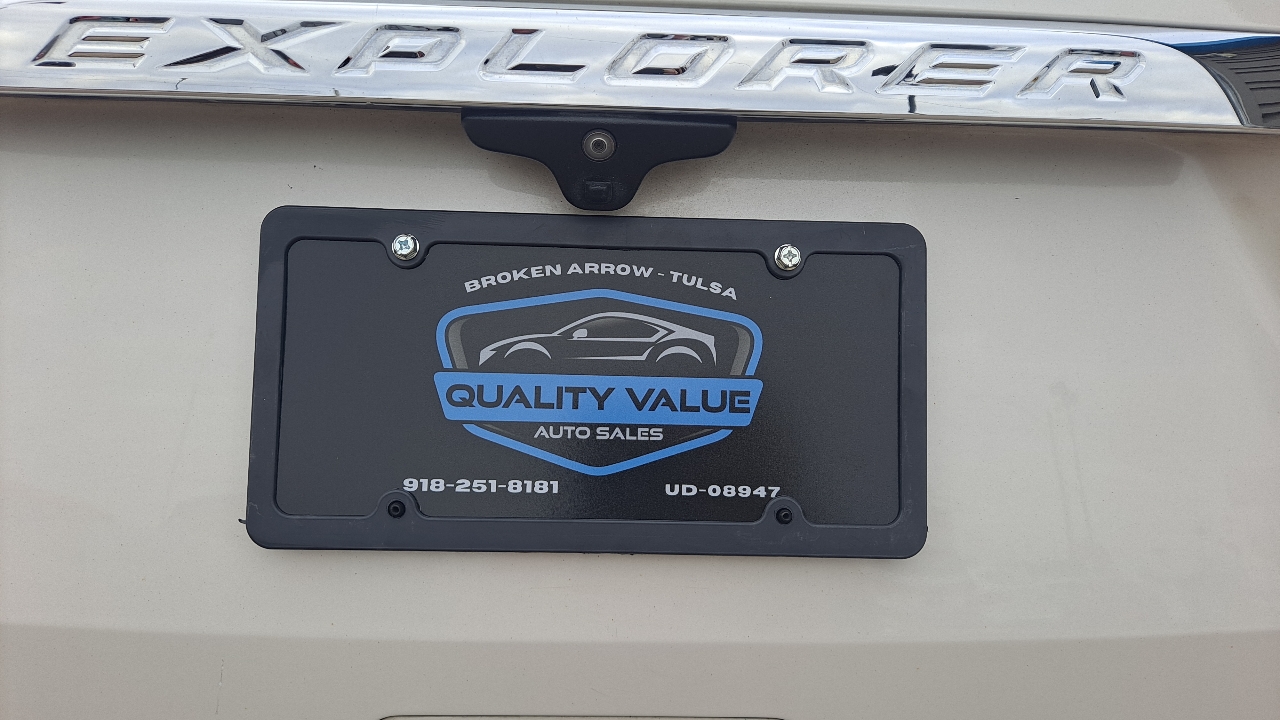 EXPLORER
BROKEN ARROW - TULSA
QUALITY VALUE
AUTO SALES
918-251-8181
UD-08947